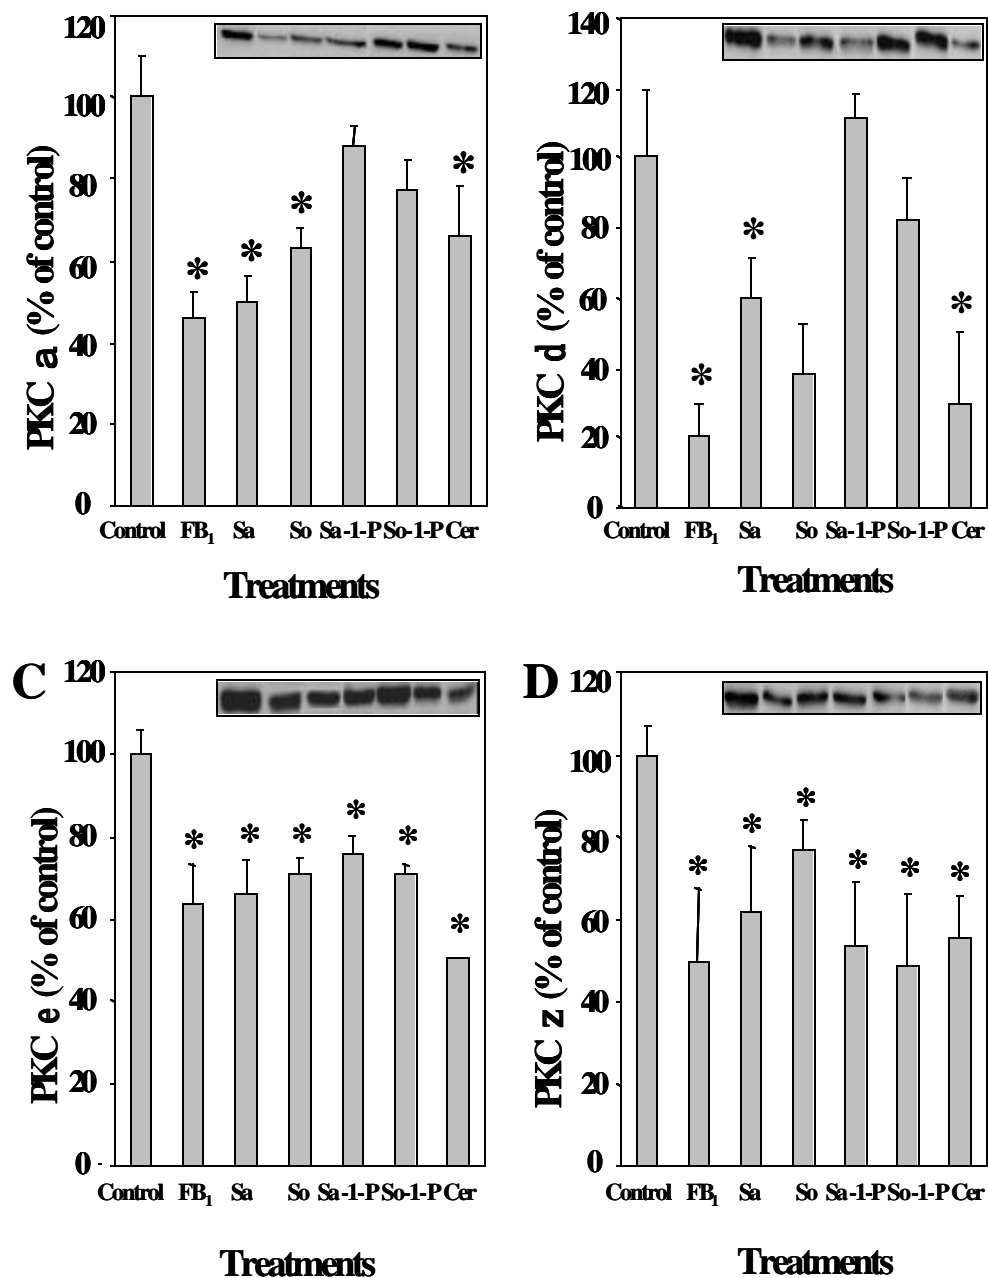 120
100
80
60
40
20
0
PKC a (% of control)
* * * *
Control FB1 Sa So Sa-1-P So-1-P Cer
Treatments
140
120
100
80
60
40
20
0
PKC d (% of control)
* * *
Control FB1 Sa So Sa-1-P So-1-P Cer
Treatments
C
120
100
80
60
40
20
0
PKC e (% of control)
* * * * * *
Control FB1 Sa So Sa-1-P So-1-P Cer
Treatments
D
120
100
80
60
40
20
0
PKC z (% of control)
* * * * * *
Control FB1 Sa So Sa-1-P So-1-P Cer
Treatments